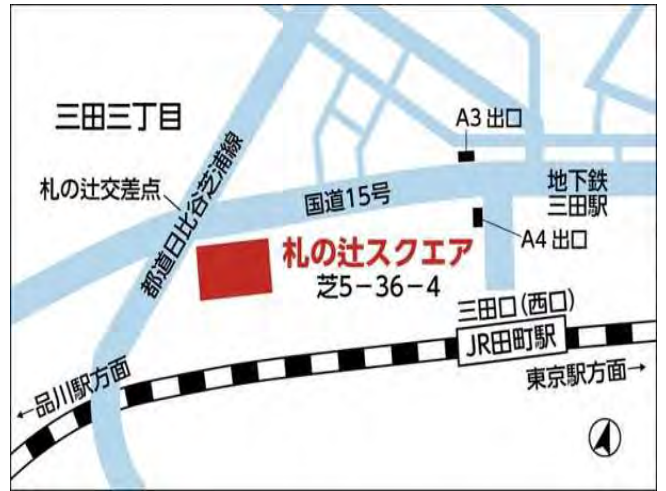 三田三丁目
A3 出口
札の辻交差点
国道15号
地下鉄
三田駅
都道日比谷芝浦線
A4 出口
札の辻スクエア
芝5-36-4
三田口(西口)
JR田町駅
←品川駅方面
東京駅方面→